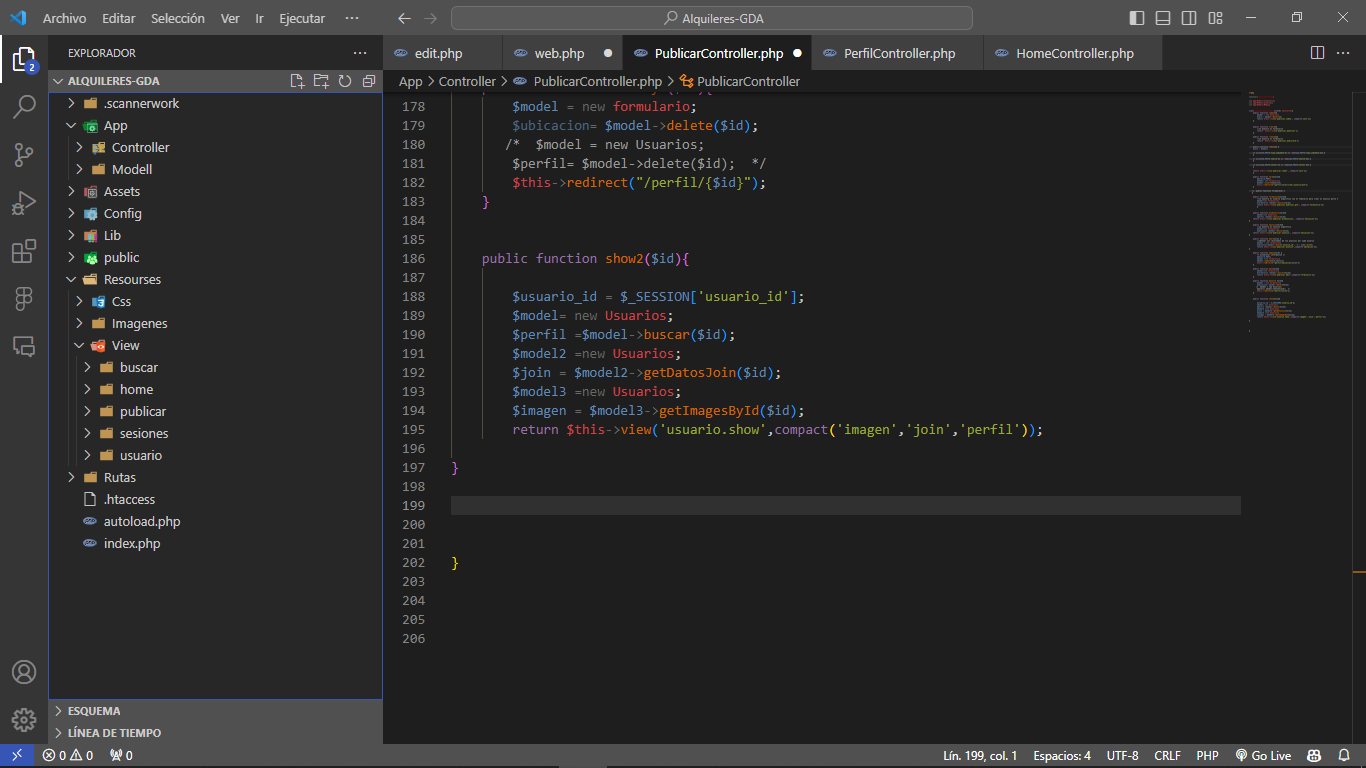 Archivo Editar Selección Ver Ir Ejecutar ··· Alquileres-GDA
EXPLORADOR ···
ALQUILERES-GDA
.scannerwork
App
Controller
Modell
Assets
Config
Lib
public
Resourses
Css
Imagenes
View
buscar
home
publicar
sesiones
usuario
Rutas
.htaccess
autoload.php
index.php
ESQUEMA
LÍNEA DE TIEMPO
2
edit.php web.php PublicarController.php PerfilController.php HomeController.php
App > Controller > PublicarController.php > PublicarController
178 $model = new formulario;
179 $ubicacion= $model->delete($id);
180 /* $model = new Usuarios;
181 $perfil= $model->delete($id); */
182 $this->redirect("/perfil/{$id}");
183 }
184
185
186 public function show2($id){
187
188 $usuario_id = $_SESSION['usuario_id'];
189 $model= new Usuarios;
190 $perfil =$model->buscar($id);
191 $model2 =new Usuarios;
192 $join = $model2->getDatosJoin($id);
193 $model3 =new Usuarios;
194 $imagen = $model3->getImagesById($id);
195 return $this->view('usuario.show',compact('imagen','join','perfil'));
196
197 }
198
199
200
201
202 }
203
204
205
206
0 0 0 Lín. 199, col. 1 Espacios: 4 UTF-8 CRLF PHP Go Live